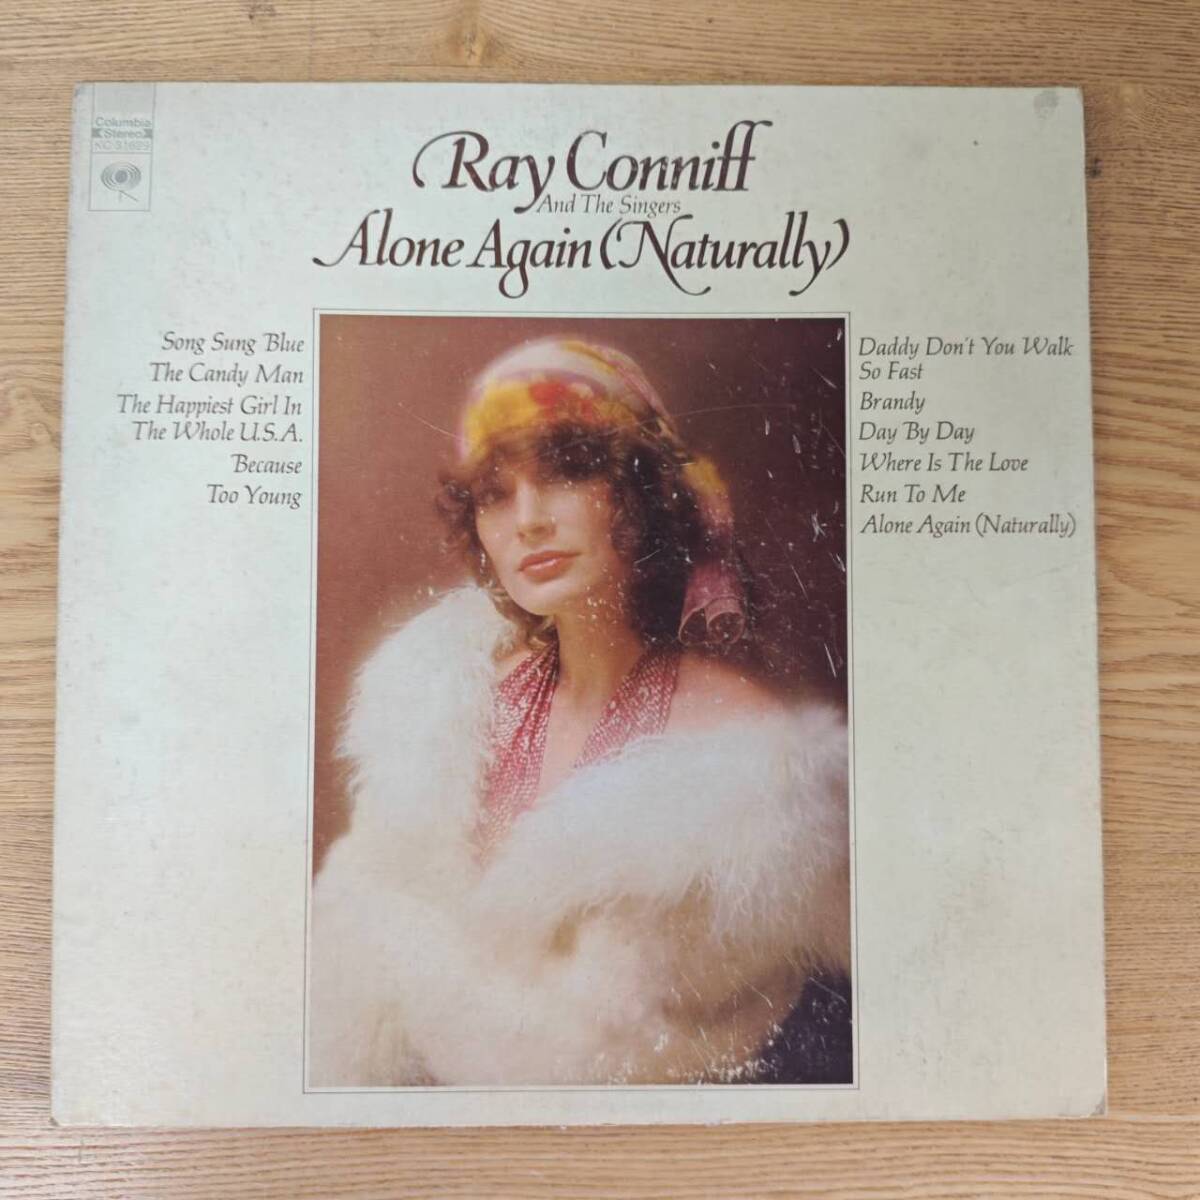 Columbia
Stereo
KC 31629
Ray Conniff
And The Singers
Alone Again (Naturally)
Song Sung Blue
The Candy Man
The Happiest Girl In
The Whole U.S.A.
Because
Too Young
Daddy Don't You Walk
So Fast
Brandy
Day By Day
Where Is The Love
Run To Me
Alone Again (Naturally)